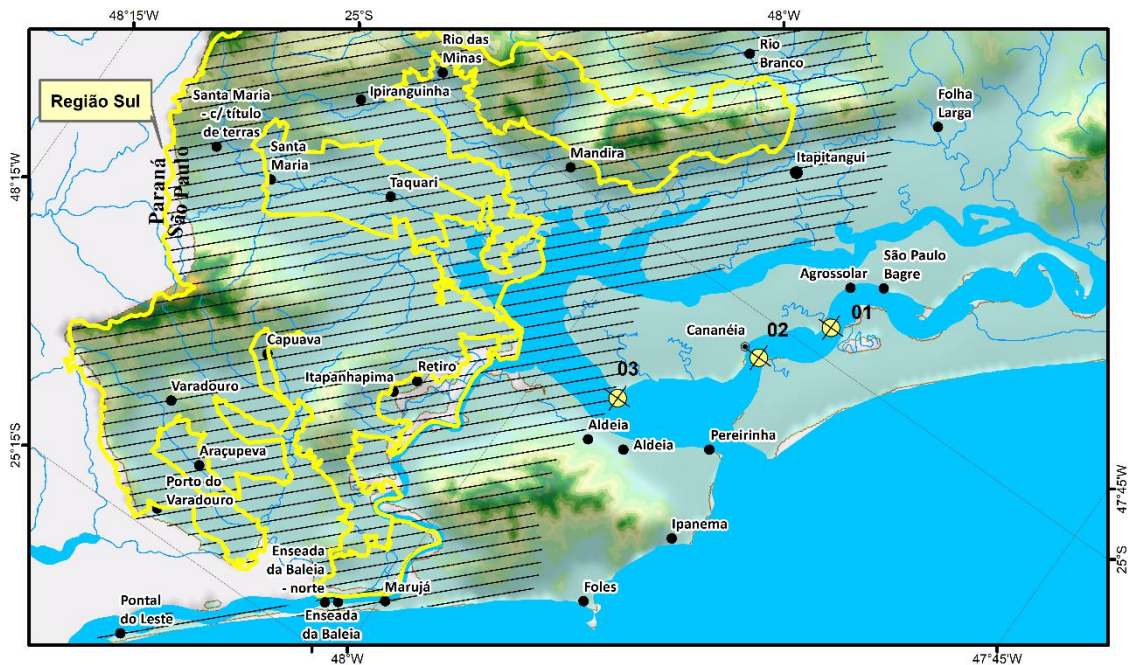 48°15'W
25°S
48°W
Rio das
Minas
Rio
Branco
Região Sul
Santa Maria
- c/ título
de terras
Ipiranguinha
Folha
Larga
Paraná
São Paulo
Santa
Maria
Mandira
Itapitangui
48°15'W
Taquari
Agrossolar
São Paulo
Bagre
01
02
Cananéia
Capuava
Retiro
Itapanhapima
03
Varadouro
Aldeia
Aldeia
Pereirinha
25°15'S
Araçupeva
Porto do
Varadouro
47°45'W
Ipanema
25°S
Enseada
da Baleia
- norte
Marujá
Foles
Pontal
do Leste
Enseada
da Baleia
48°W
47°45'W